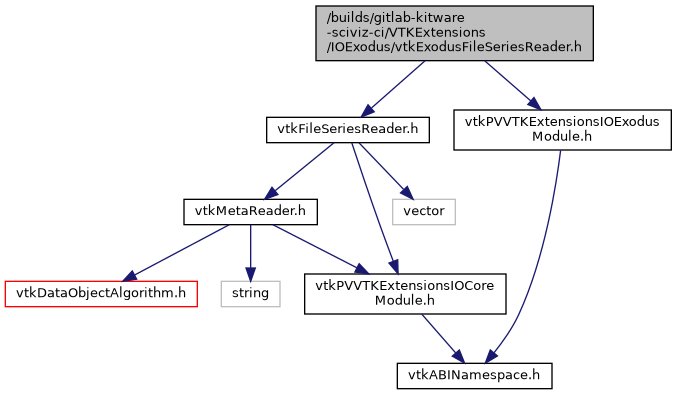 /builds/gitlab-kitware
-sciviz-ci/VTKExtensions
/IOExodus/vtkExodusFileSeriesReader.h
vtkFileSeriesReader.h
vtkPVVTKExtensionsIOExodus
Module.h
vtkMetaReader.h
vector
vtkDataObjectAlgorithm.h
string
vtkPVVTKExtensionsIOCore
Module.h
vtkABINamespace.h